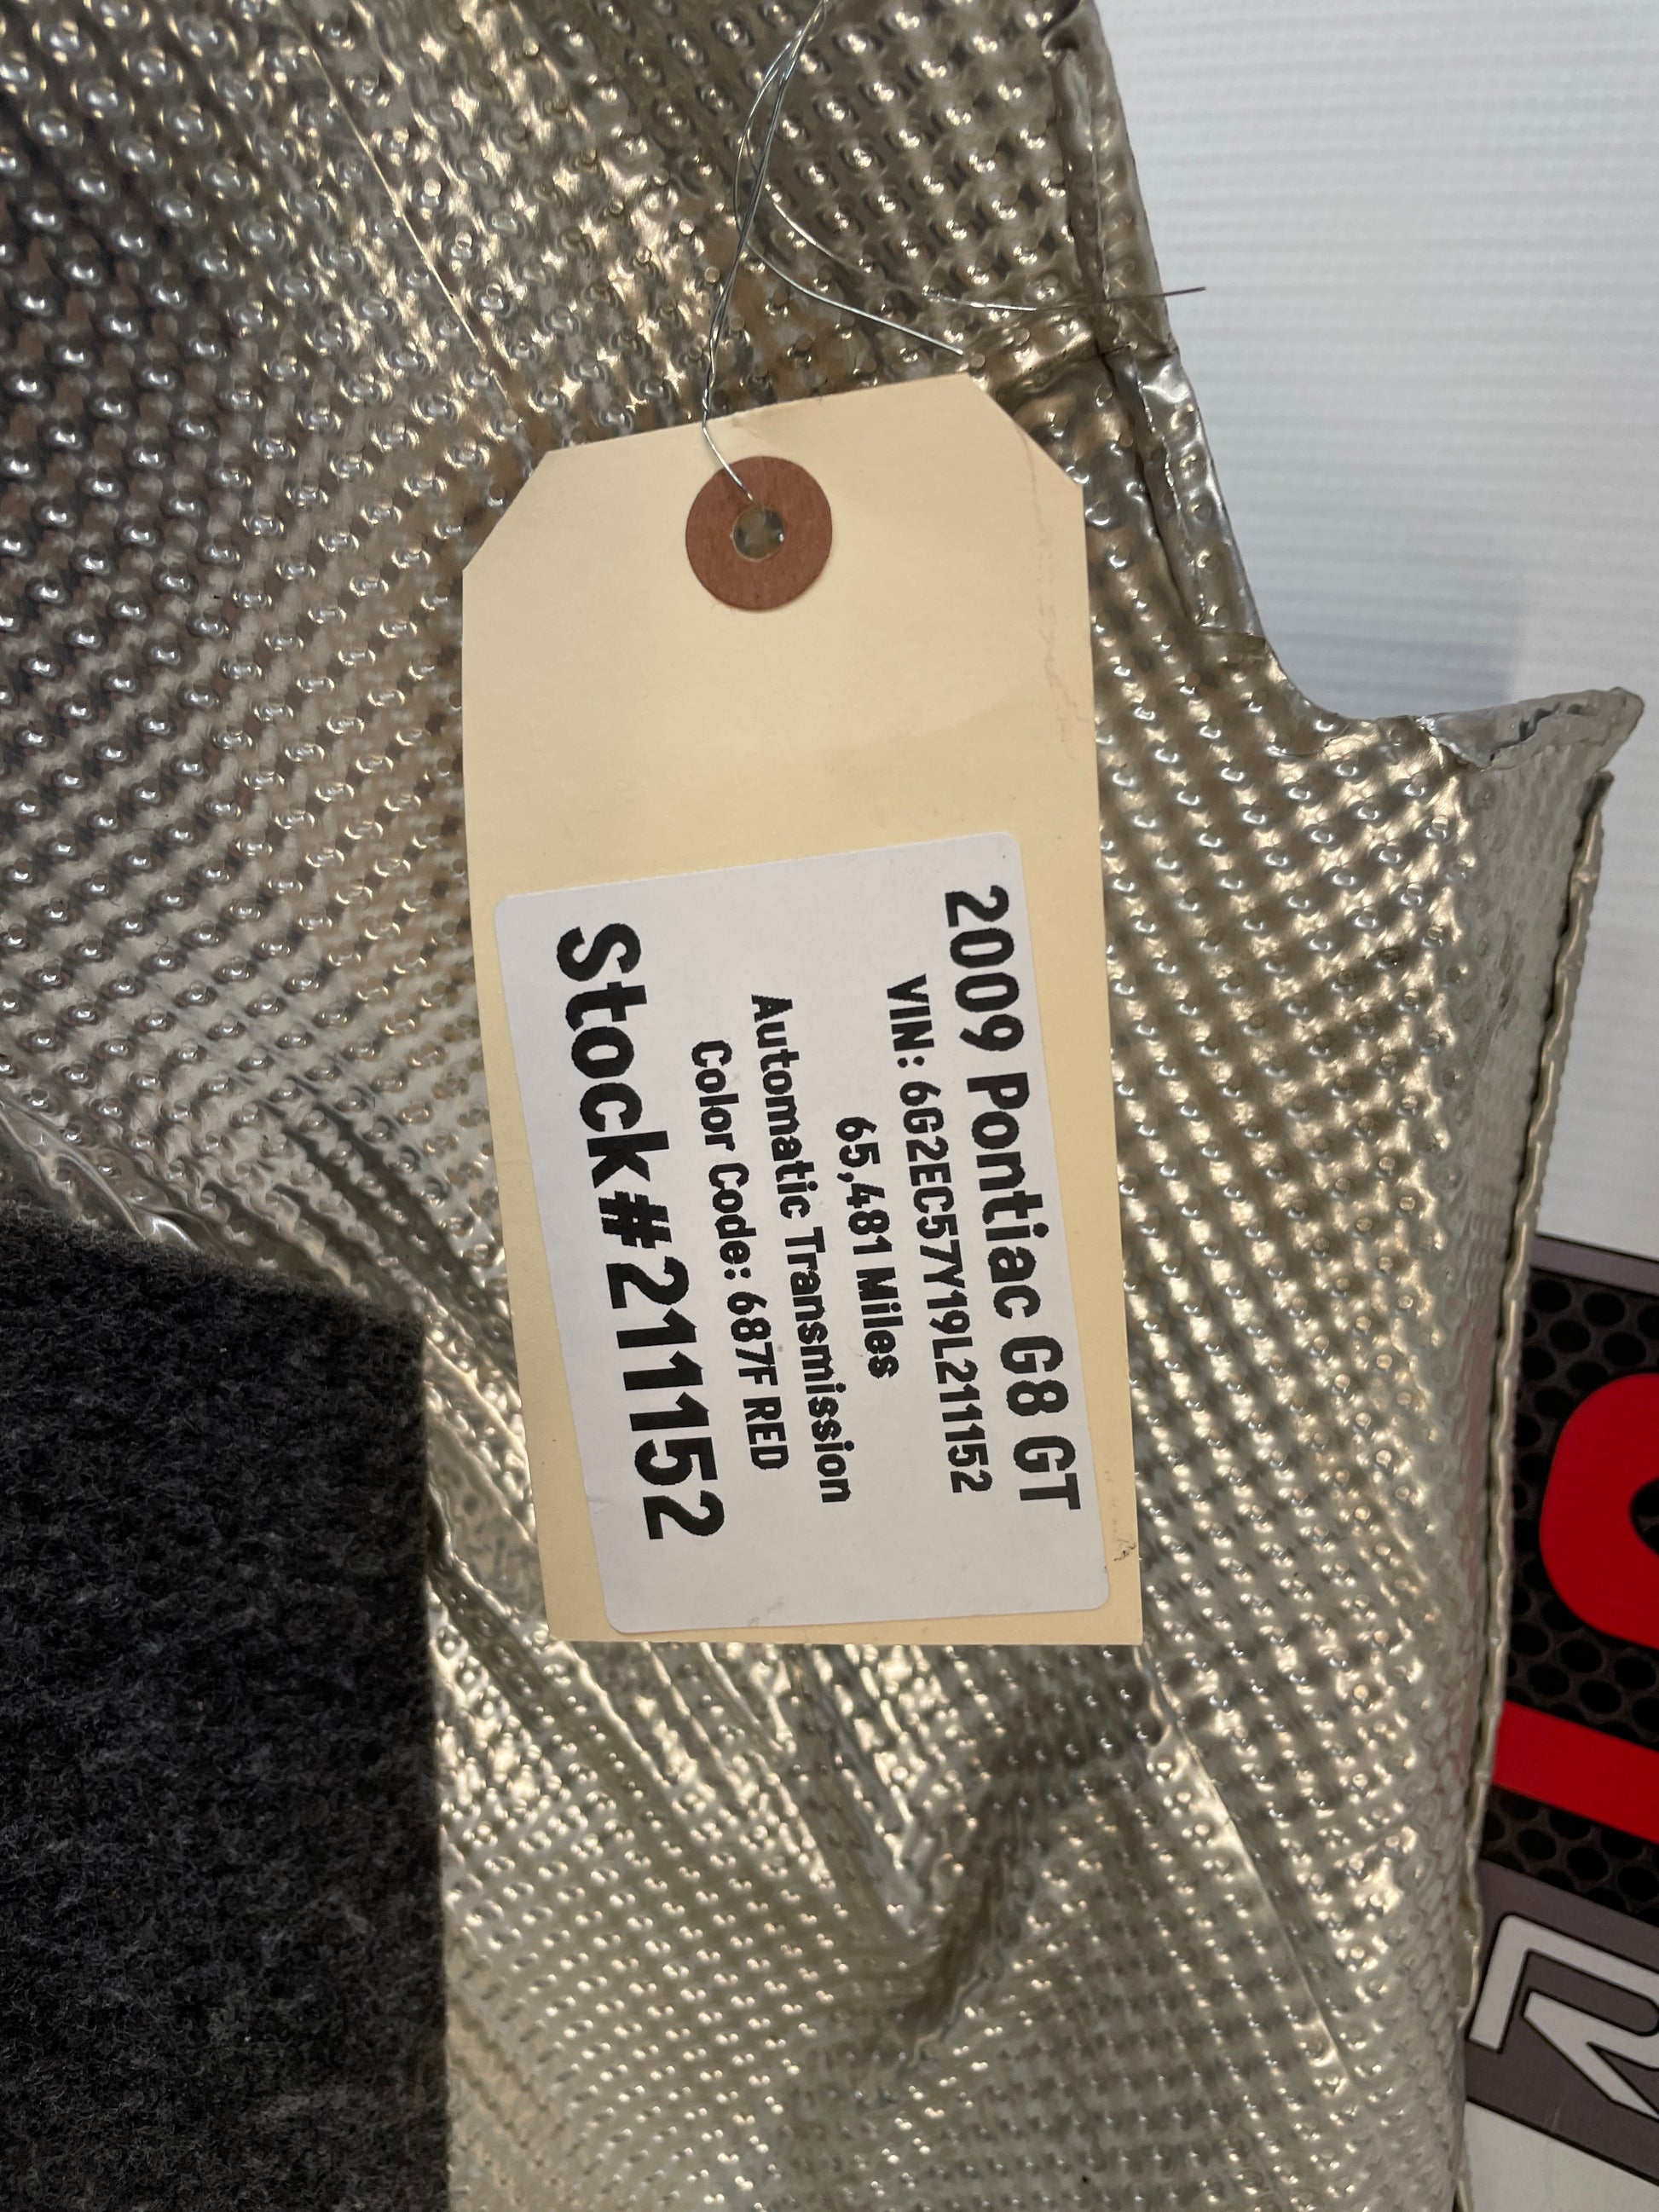 2009 Pontiac G8 GT
VIN: 6G2EC57Y19L211152
65,481 Miles
Automatic Transmission
Color Code: 687F RED
Stock#211152